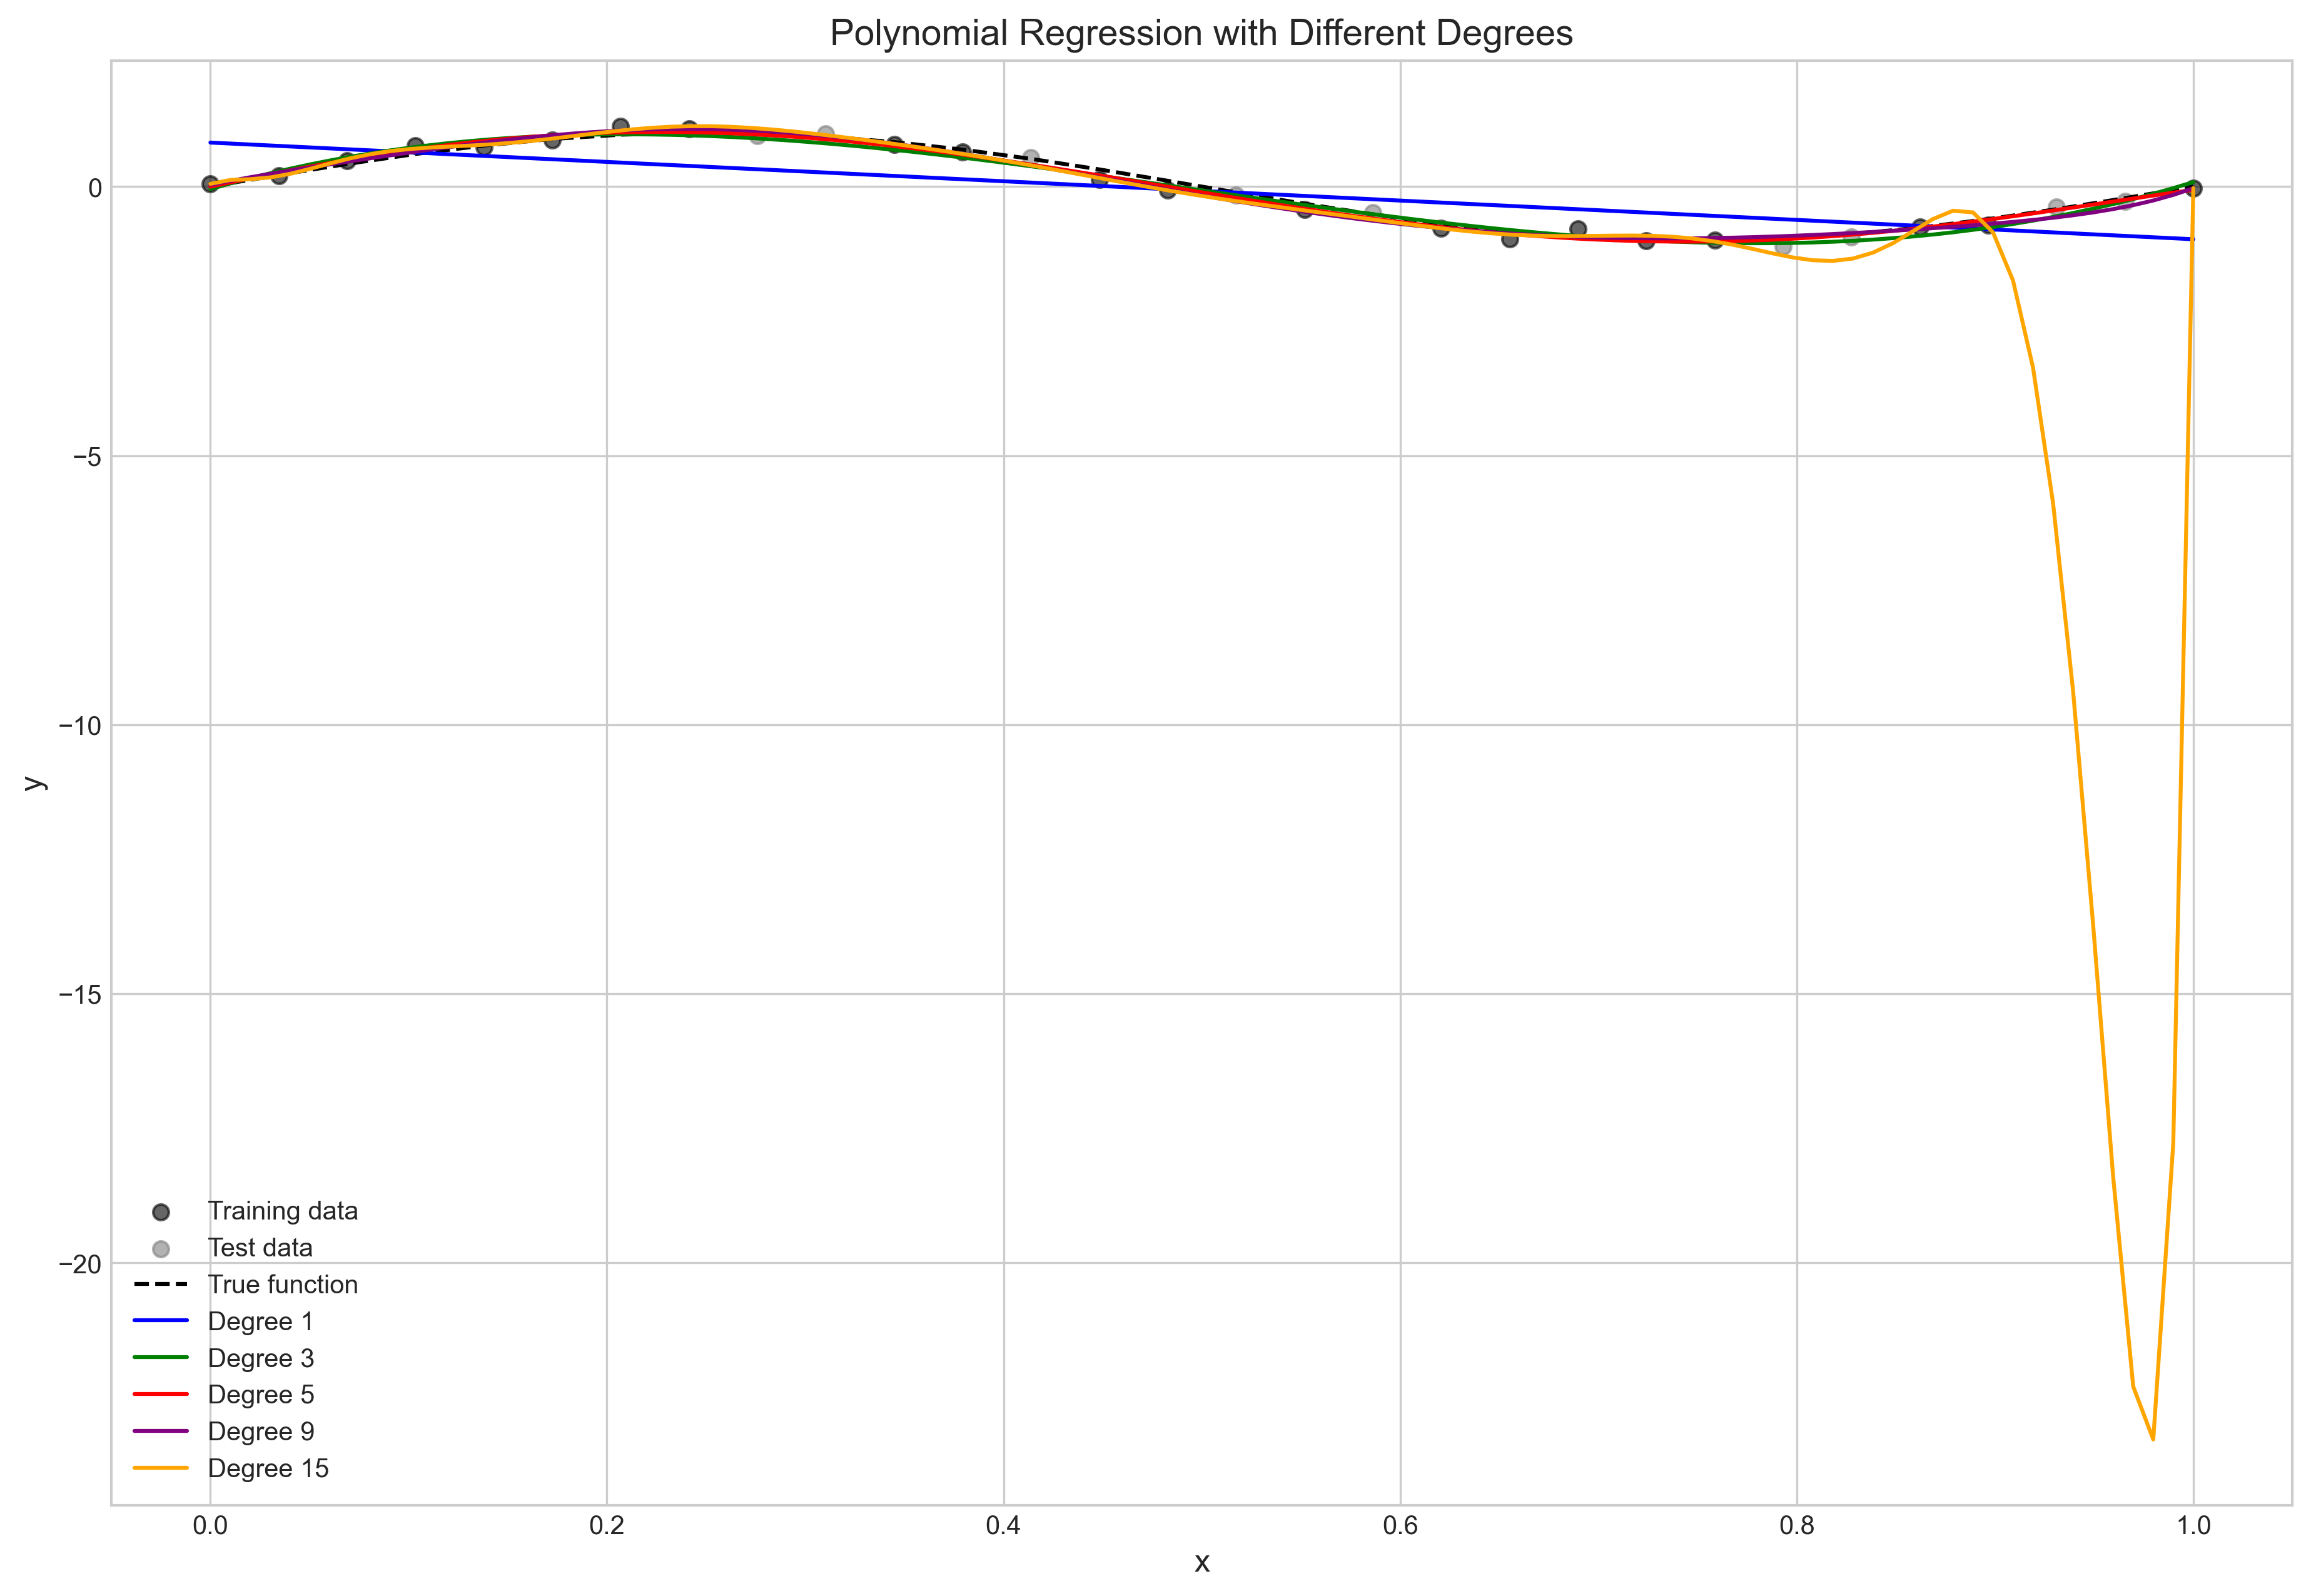 Polynomial Regression with Different Degrees
y
0
−5
−10
−15
−20
Training data
Test data
True function
Degree 1
Degree 3
Degree 5
Degree 9
Degree 15
0.0 0.2 0.4 0.6 0.8 1.0
x